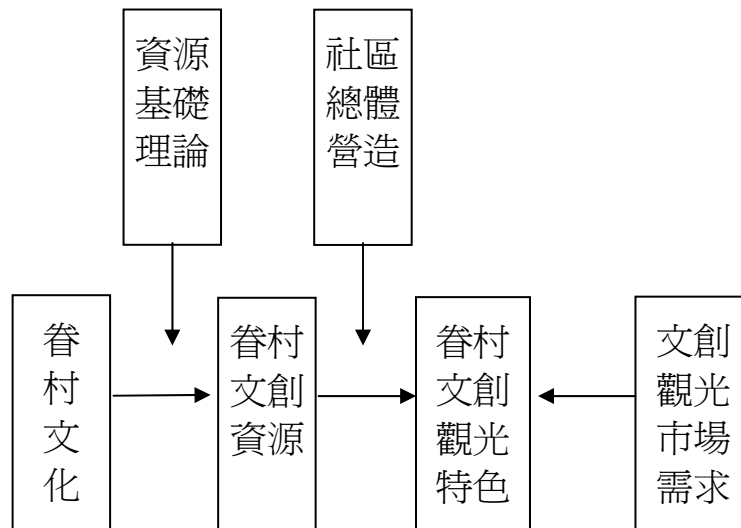 資源
基礎
理論
社區
總體
營造
眷
村
文
化
眷村
文創
資源
眷村
文創
觀光
特色
文創
觀光
市場
需求